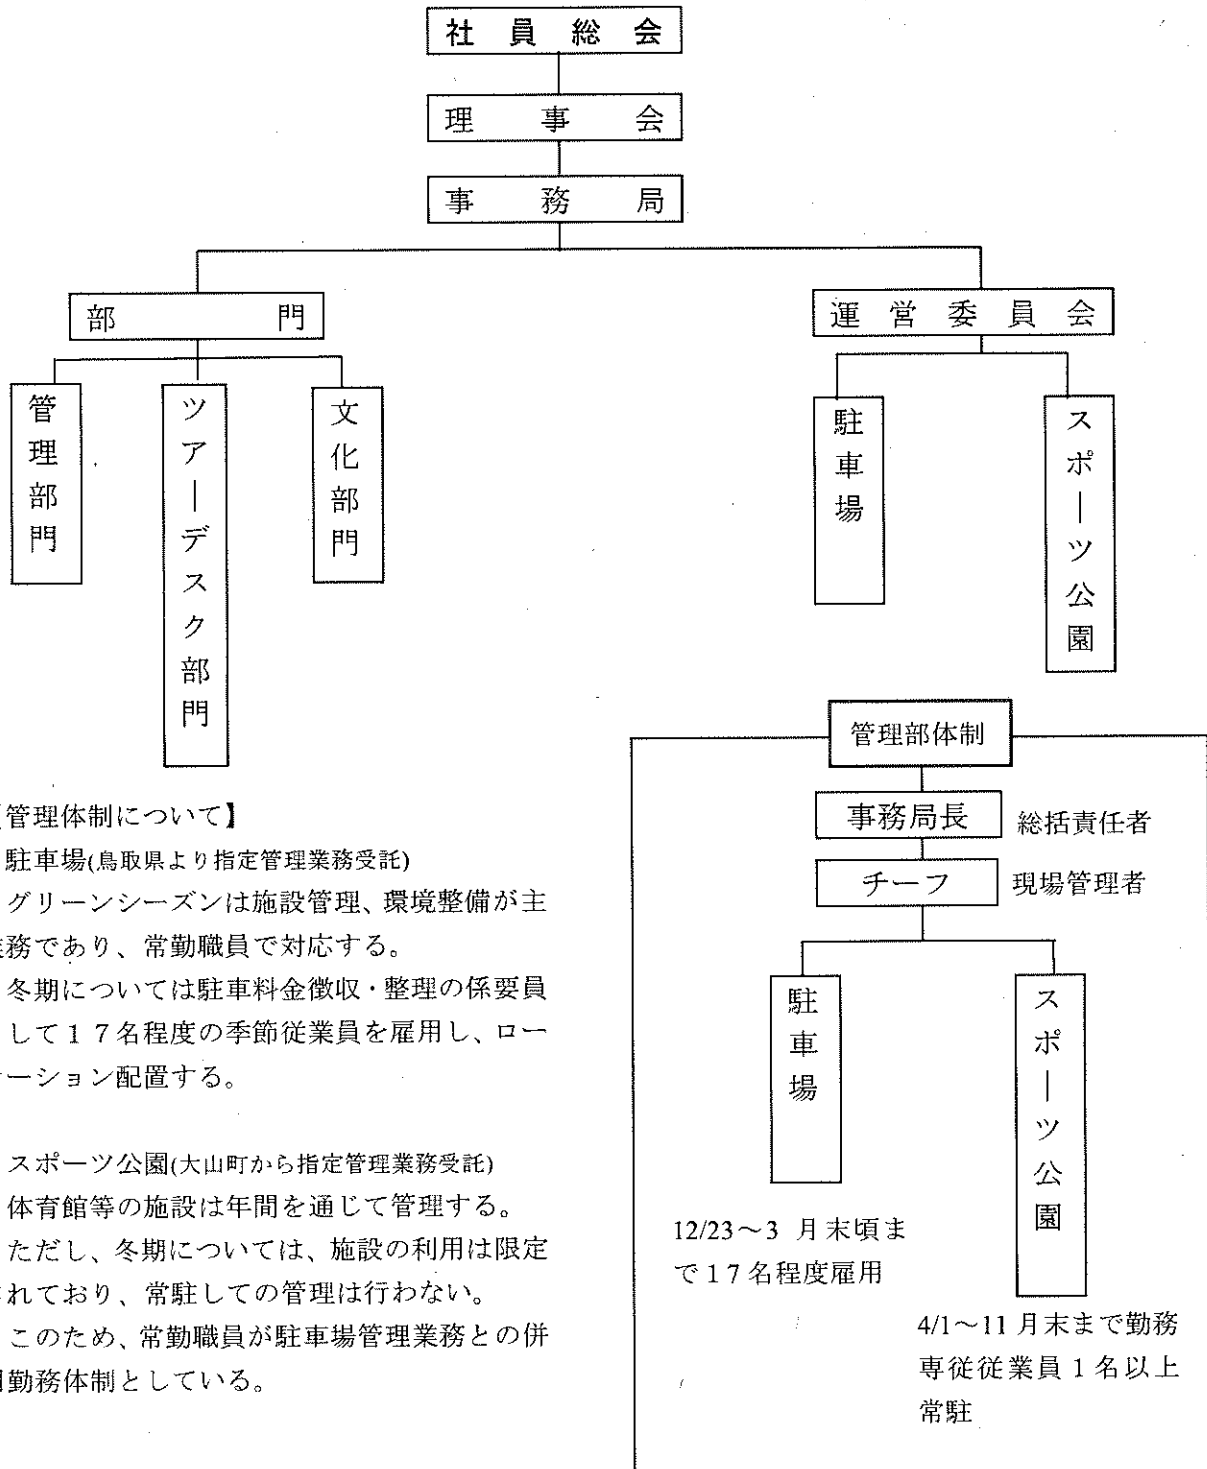 社員総会
理事会
事務局
部門
運営委員会
管理部門
ツアーデスク部門
文化部門
駐車場
スポーツ公園
管理体制について】
駐車場(鳥取県より指定管理業務受託)
グリーンシーズンは施設管理、環境整備が主
業務であり、常勤職員で対応する。
冬期については駐車料金徴収・整理の係要員
して17名程度の季節従業員を雇用し、ロー
ーション配置する。
スポーツ公園(大山町から指定管理業務受託)
体育館等の施設は年間を通じて管理する。
ただし、冬期については、施設の利用は限定
れており、常駐しての管理は行わない。
このため、常勤職員が駐車場管理業務との併
勤務体制としている。
管理部体制
事務局長 総括責任者
チーフ 現場管理者
駐車場
スポーツ公園
12/23～3 月末頃ま
で17名程度雇用
4/1～11月末まで勤務
専従従業員1名以上
常駐